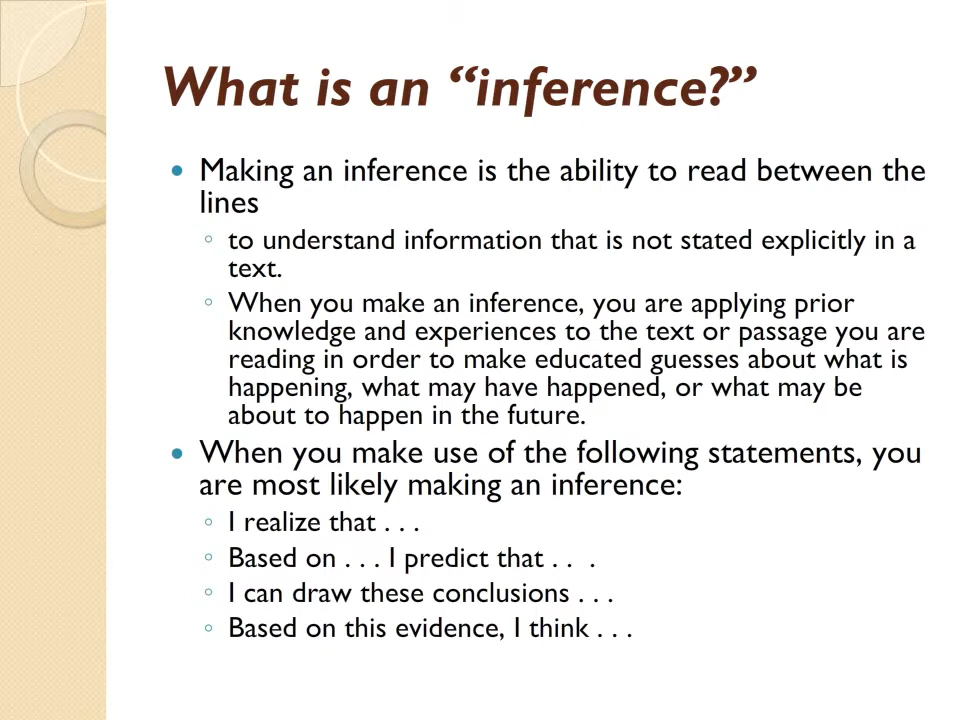 What is an “inference?”
• Making an inference is the ability to read between the
lines
◦ to understand information that is not stated explicitly in a
text.
◦ When you make an inference, you are applying prior
knowledge and experiences to the text or passage you are
reading in order to make educated guesses about what is
happening, what may have happened, or what may be
about to happen in the future.
• When you make use of the following statements, you
are most likely making an inference:
◦ I realize that . . .
◦ Based on . . . I predict that . .  .
◦ I can draw these conclusions . . .
◦ Based on this evidence, I think . . .